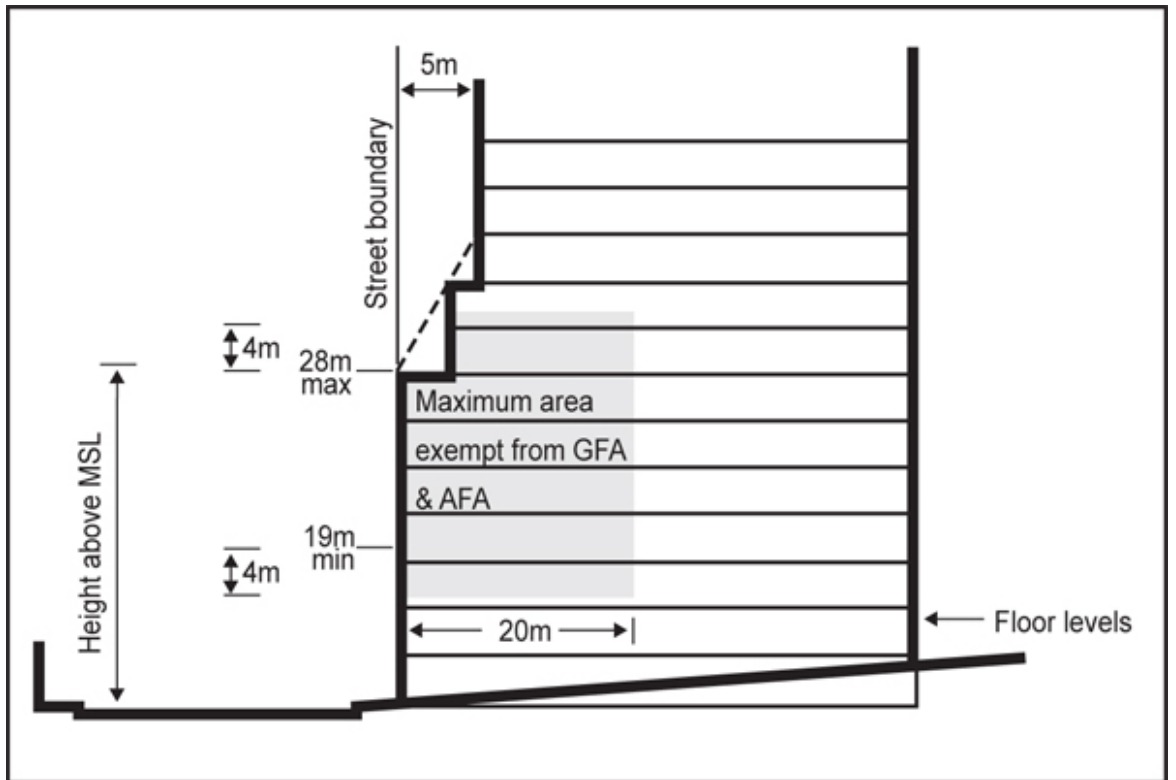 5m
Street boundary
4m
28m
max
Maximum area
exempt from GFA
& AFA
Height above MSL
19m
min
4m
20m
Floor levels